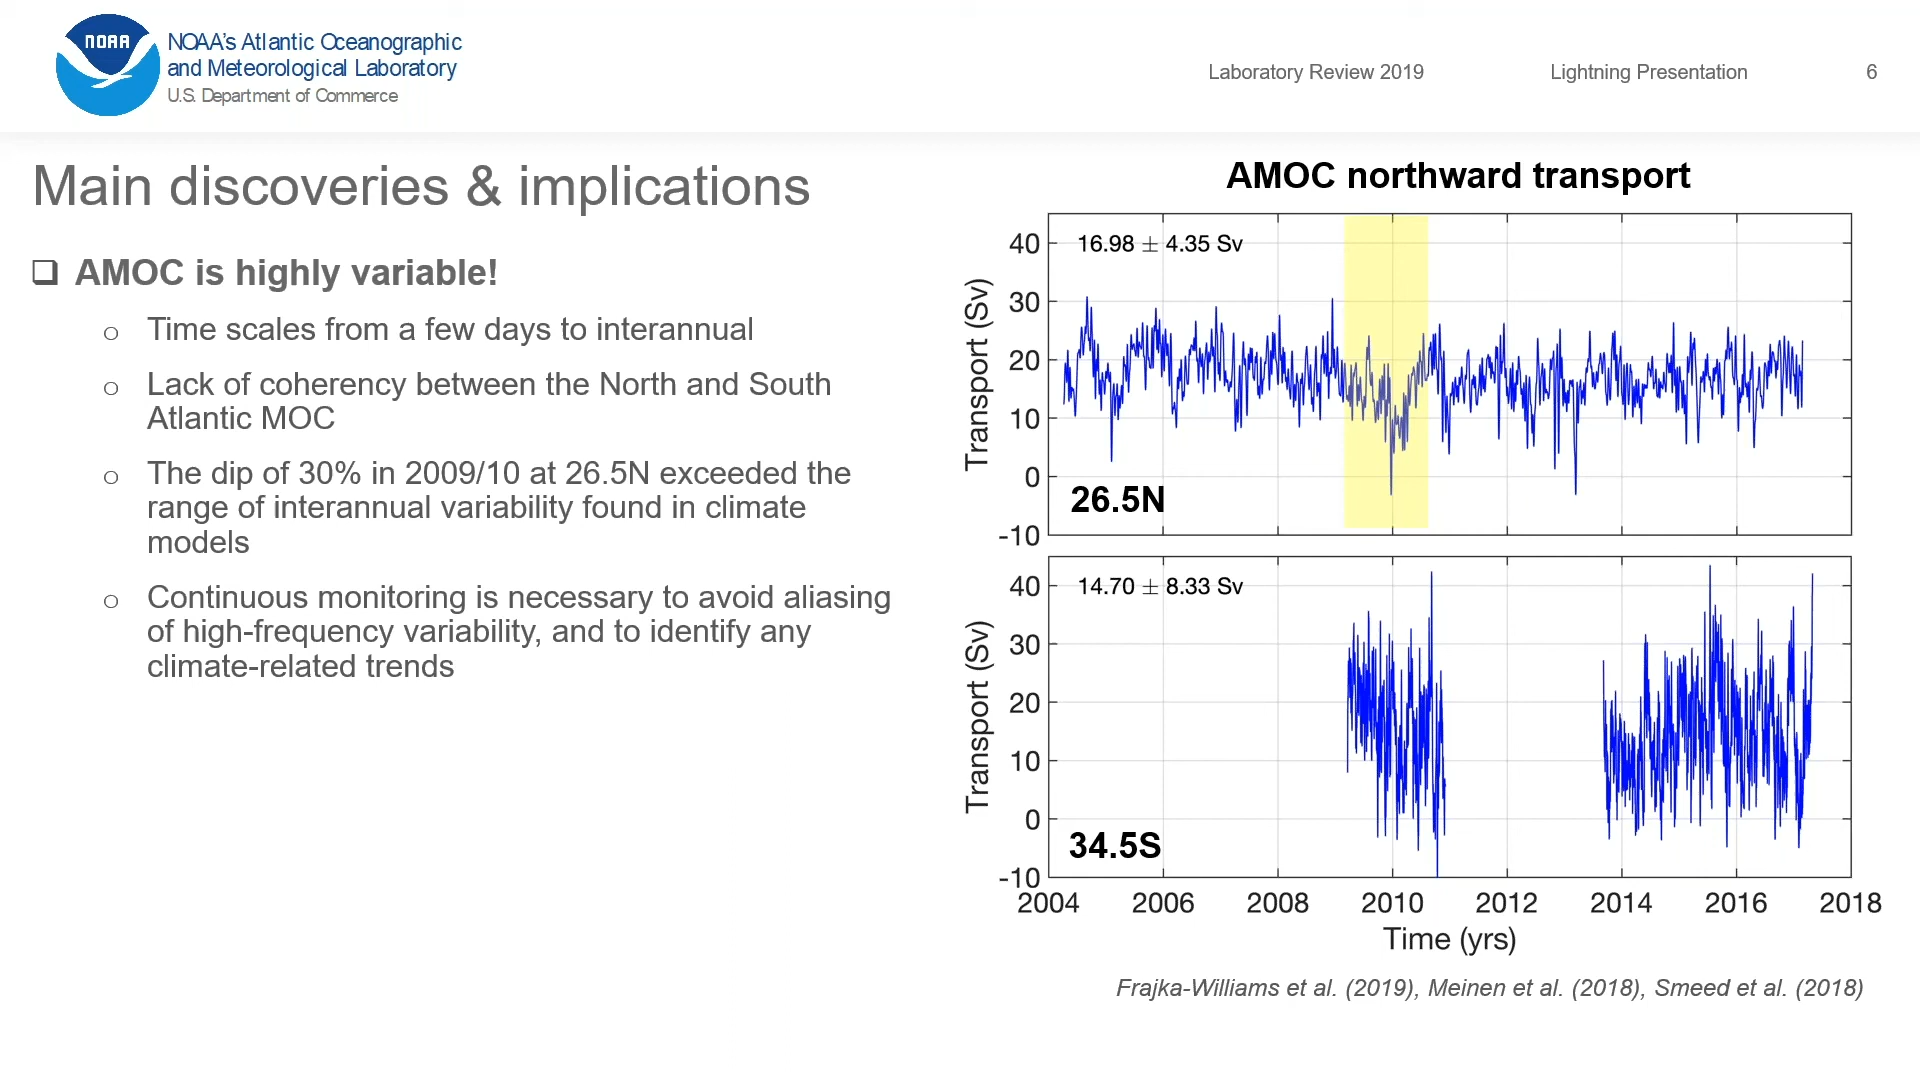 NOAA
NOAA's Atlantic Oceanographic
and Meteorological Laboratory
U.S. Department of Commerce
Laboratory Review 2019
Lightning Presentation
6
Main discoveries & implications
❑ AMOC is highly variable!
o Time scales from a few days to interannual
o Lack of coherency between the North and South
Atlantic MOC
o The dip of 30% in 2009/10 at 26.5N exceeded the
range of interannual variability found in climate
models
o Continuous monitoring is necessary to avoid aliasing
of high-frequency variability, and to identify any
climate-related trends
AMOC northward transport
16.98 ± 4.35 Sv
40
30
20
10
0
-10
Transport (Sv)
26.5N
14.70 ± 8.33 Sv
40
30
20
10
0
-10
Transport (Sv)
34.5S
2004 2006 2008 2010 2012 2014 2016 2018
Time (yrs)
Frajka-Williams et al. (2019), Meinen et al. (2018), Smeed et al. (2018)